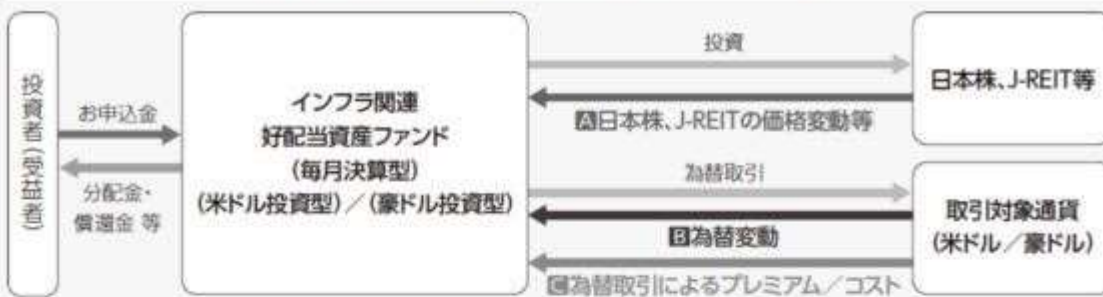 投資者(受益者)
お申込金
分配金・
償還金 等
インフラ関連
好配当資産ファンド
(毎月決算型)
(米ドル投資型)/(豪ドル投資型)
投資
A日本株、J-REITの価格変動等
日本株、J-REIT等
為替取引
B為替変動
C為替取引によるプレミアム/コスト
取引対象通貨
(米ドル/豪ドル)